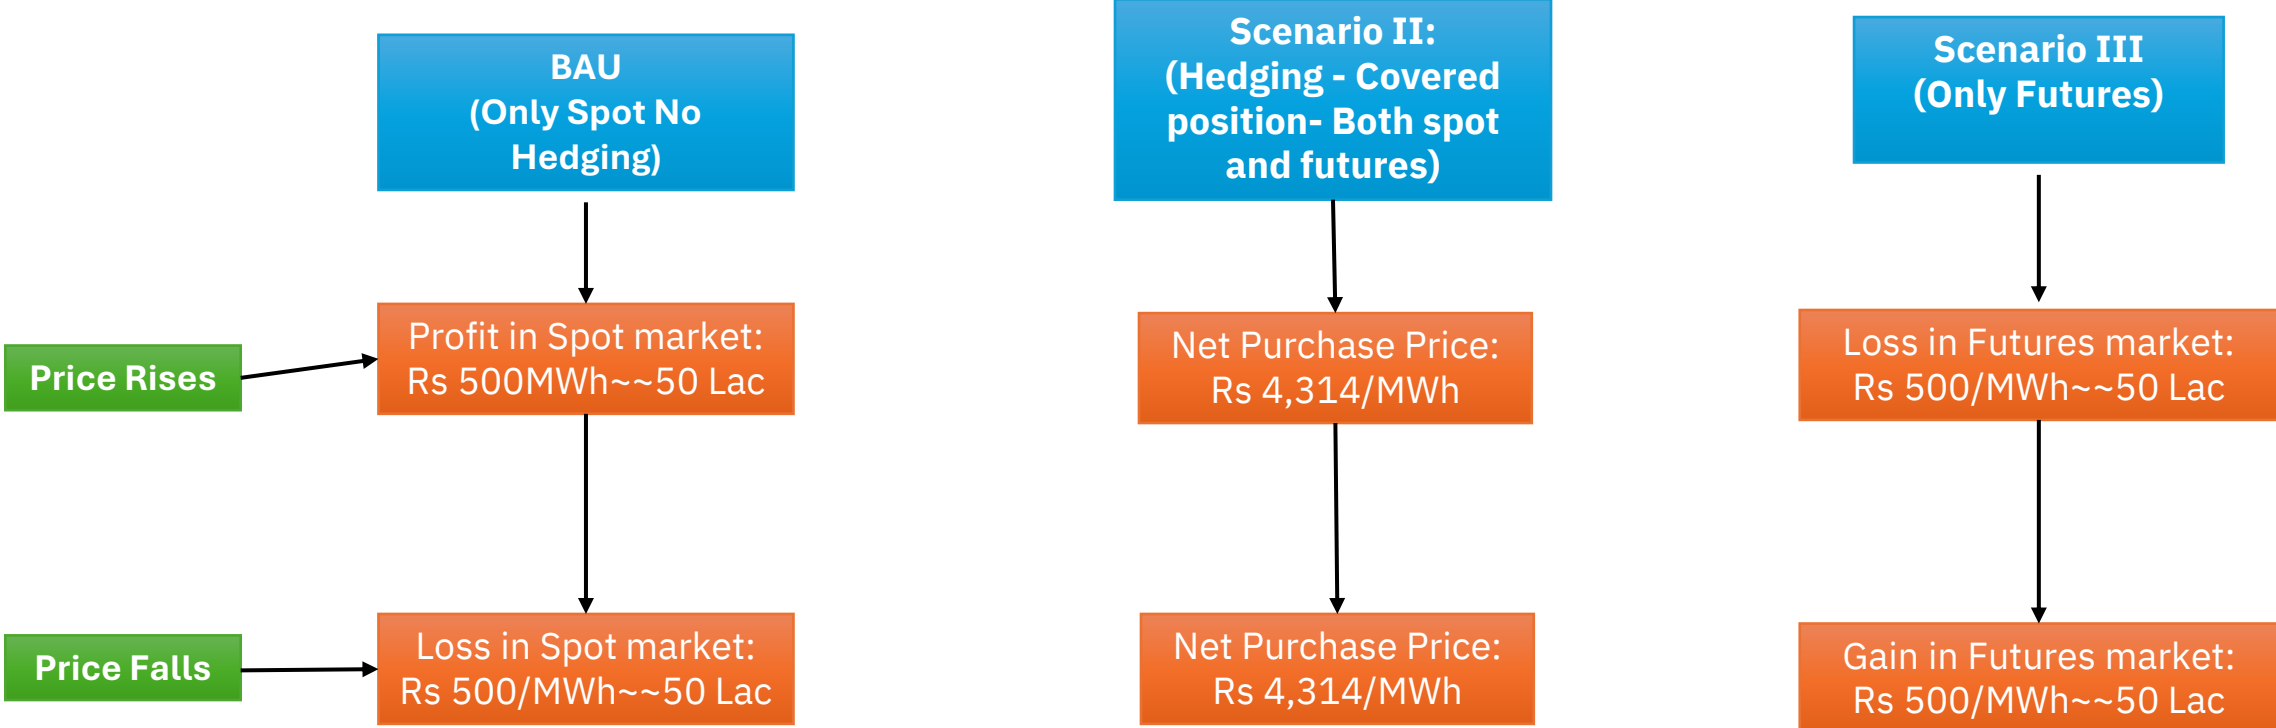 BAU
(Only Spot No
Hedging)
Scenario II:
(Hedging - Covered
position- Both spot
and futures)
Scenario III
(Only Futures)
Price Rises
Profit in Spot market:
Rs 500MWh~~50 Lac
Net Purchase Price:
Rs 4,314/MWh
Loss in Futures market:
Rs 500/MWh~~50 Lac
Price Falls
Loss in Spot market:
Rs 500/MWh~~50 Lac
Net Purchase Price:
Rs 4,314/MWh
Gain in Futures market:
Rs 500/MWh~~50 Lac